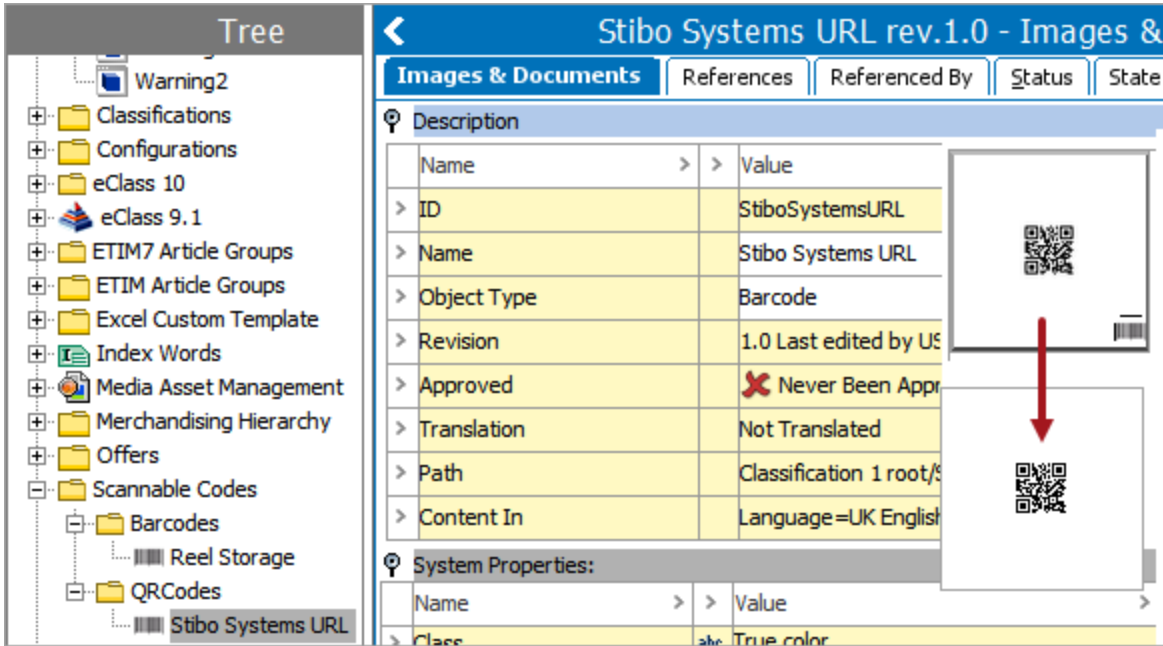 Tree
Warning2
Classifications
Configurations
eClass 10
eClass 9.1
ETIM7 Article Groups
ETIM Article Groups
Excel Custom Template
Index Words
Media Asset Management
Merchandising Hierarchy
Offers
Scannable Codes
Barcodes
Reel Storage
QRCodes
Stibo Systems URL
Stibo Systems URL rev.1.0 - Images &
Images & Documents References Referenced By Status State
Description
Name > > Value
> ID StiboSystemsURL
> Name Stibo Systems URL
> Object Type Barcode
> Revision 1.0 Last edited by US
> Approved Never Been Appr
> Translation Not Translated
> Path Classification 1 root/S
> Content In Language=UK English
System Properties:
Name > > Value >
> Class abc True color